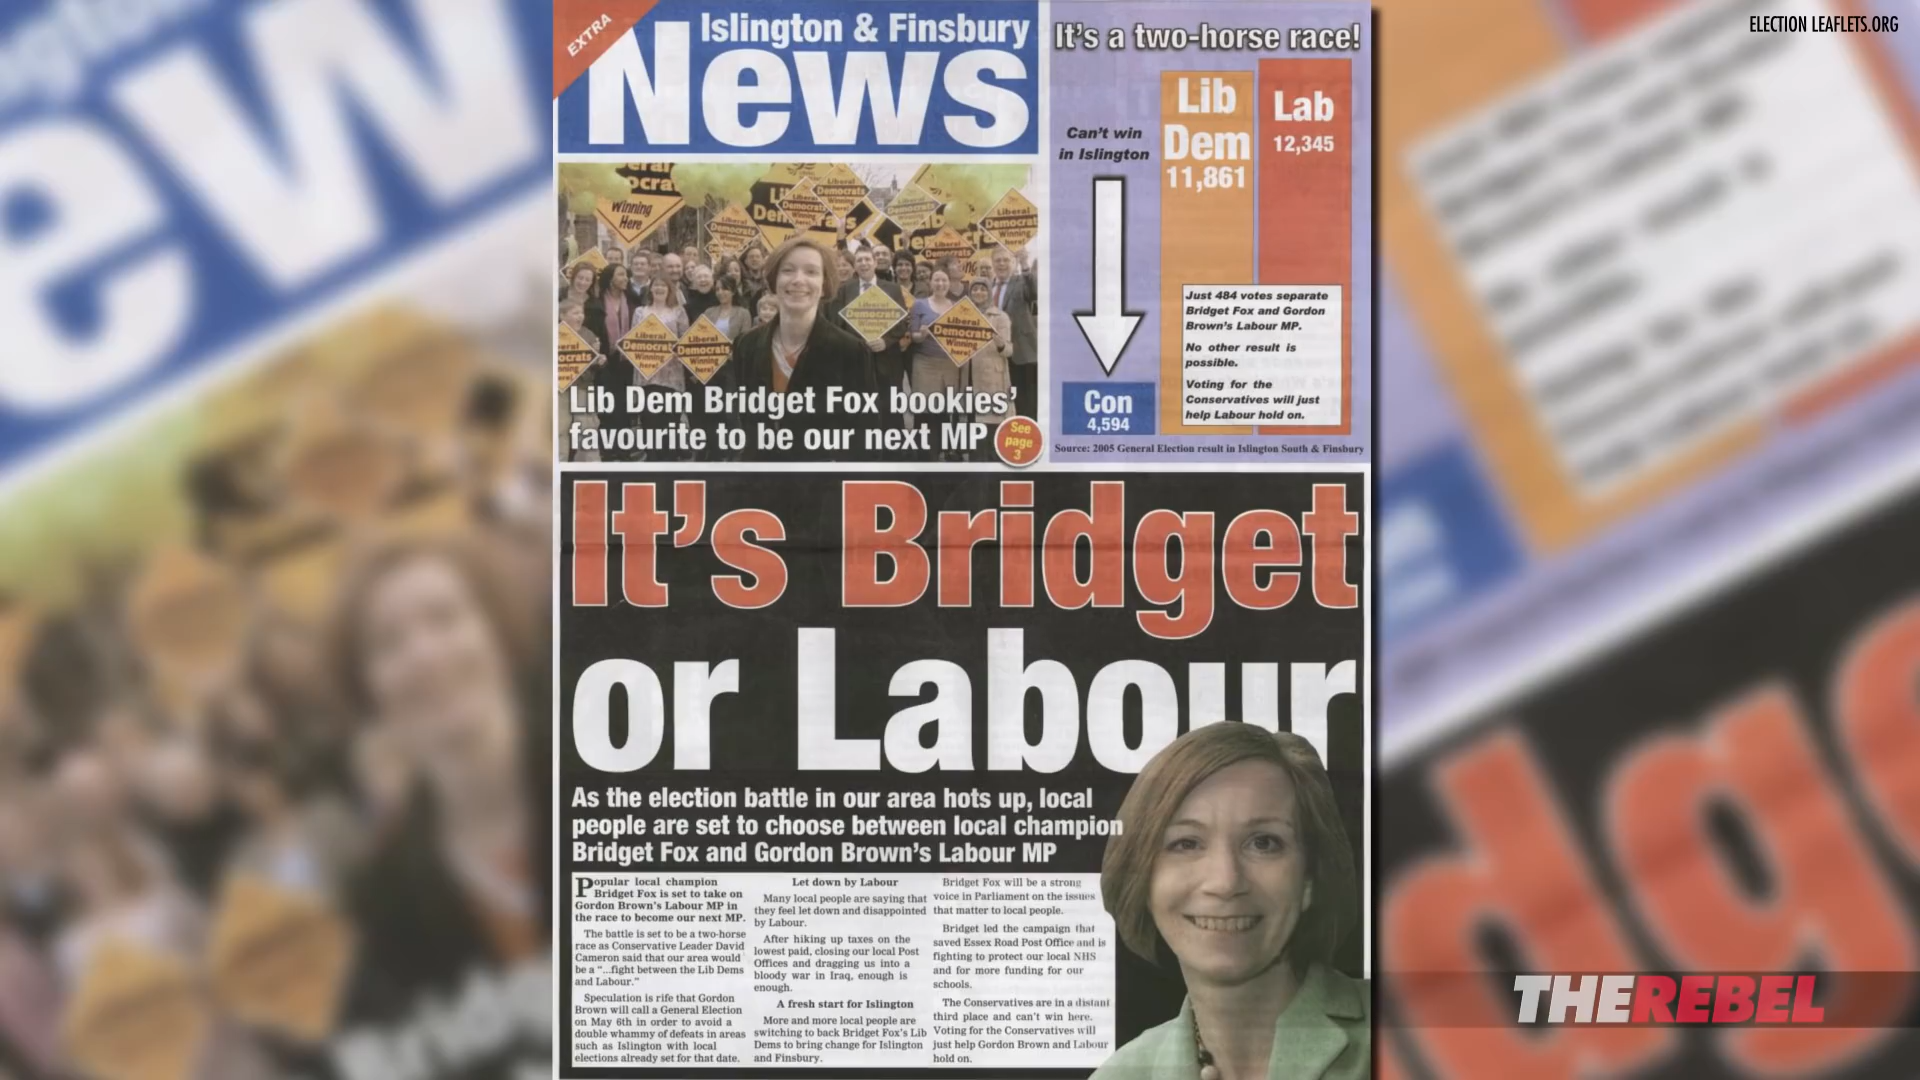 ELECTION LEAFLETS.ORG
EXTRA
Islington & Finsbury
News
It's a two-horse race!
Can't win
in Islington
Lib
Dem
11,861
Lab
12,345
Just 484 votes separate
Bridget Fox and Gordon
Brown's Labour MP.
No other result is
possible.
Voting for the
Conservatives will just
help Labour hold on.
Con
4,594
Source: 2005 General Election result in Islington South & Finsbury
Winning
Here
Liberal
Democrats
Winning
here!
Lib Dem Bridget Fox bookies'
favourite to be our next MP
See
page
3
It's Bridget
or Labour
As the election battle in our area hots up, local
people are set to choose between local champion
Bridget Fox and Gordon Brown's Labour MP
Popular local champion
Bridget Fox is set to take on
Gordon Brown's Labour MP in
the race to become our next MP.
The battle is set to be a two-horse
race as Conservative Leader David
Cameron said that our area would
be a "...fight between the Lib Dems
and Labour."
Speculation is rife that Gordon
Brown will call a General Election
on May 6th in order to avoid a
double whammy of defeats in areas
such as Islington with local
elections already set for that date.
Let down by Labour
Many local people are saying that
they feel let down and disappointed
by Labour.
After hiking up taxes on the
lowest paid, closing our local Post
Offices and dragging us into a
bloody war in Iraq, enough is
enough.
A fresh start for Islington
More and more local people are
switching to back Bridget Fox's Lib
Dems to bring change for Islington
and Finsbury.
Bridget Fox will be a strong
voice in Parliament on the issues
that matter to local people.
Bridget led the campaign that
saved Essex Road Post Office and is
fighting to protect our local NHS
and for more funding for our
schools.
The Conservatives are in a distant
third place and can't win here.
Voting for the Conservatives will
just help Gordon Brown and Labour
hold on.
THEREBEL